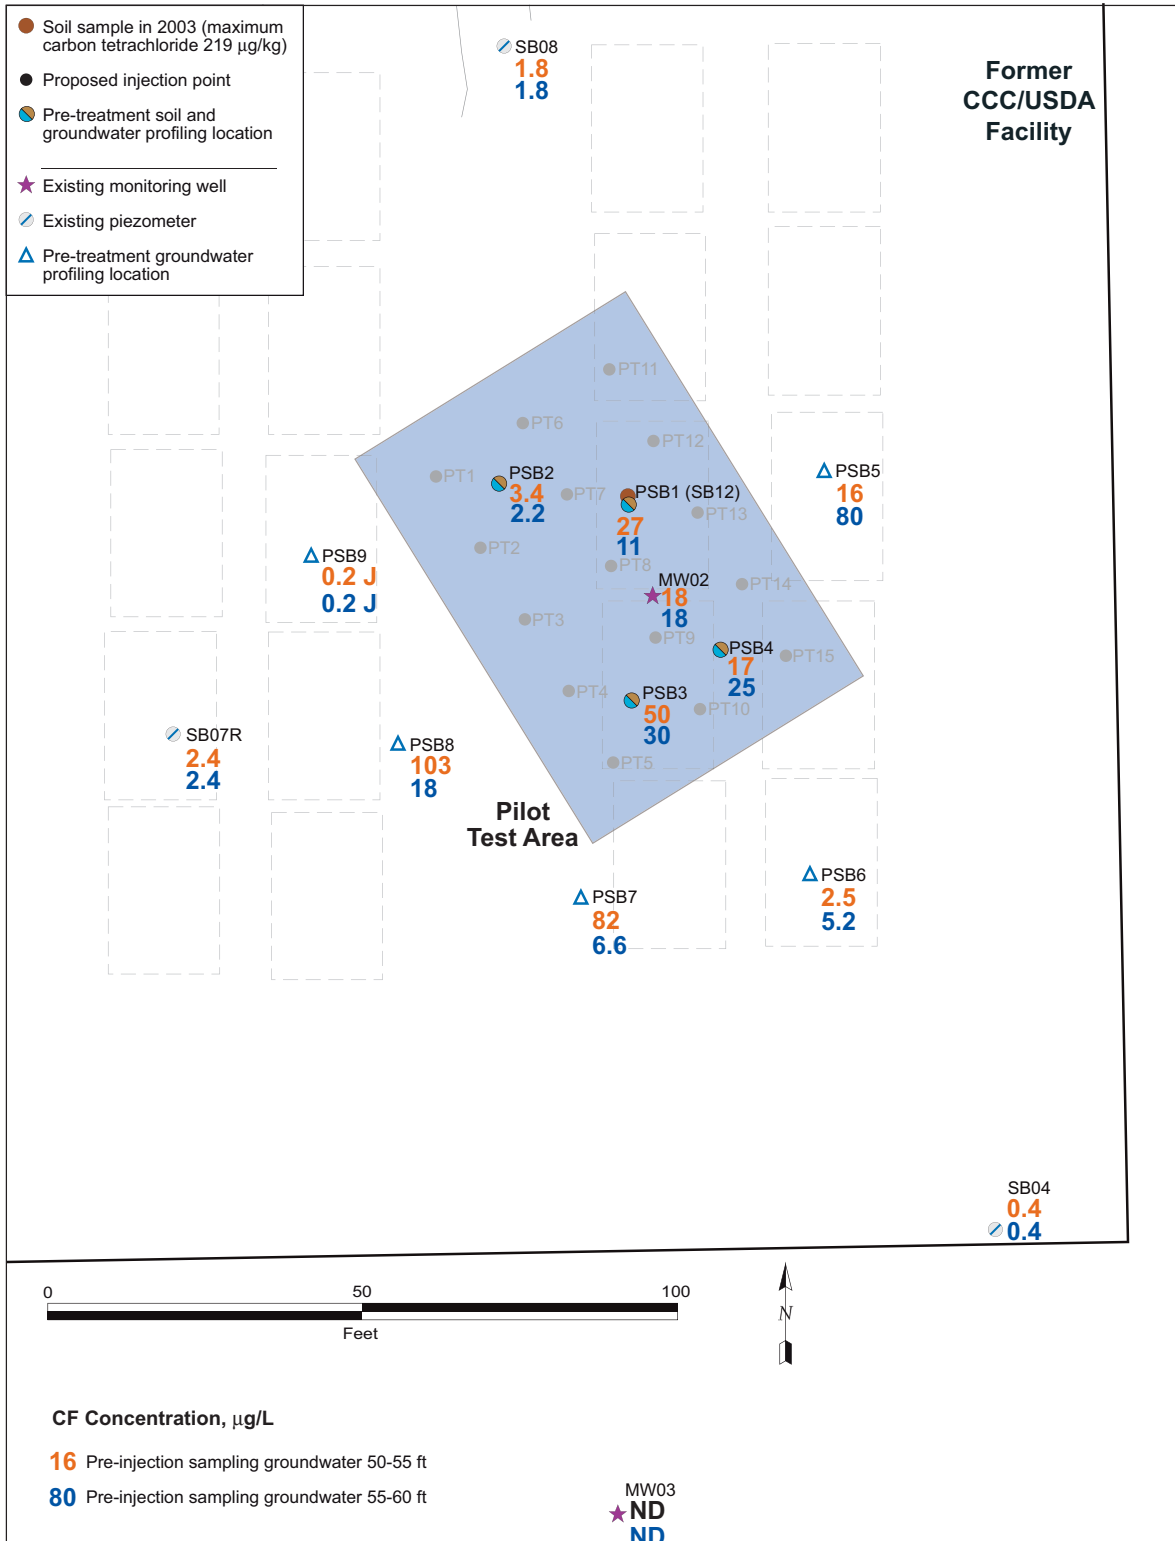 Soil sample in 2003 (maximum
carbon tetrachloride 219 μg/kg)
Proposed injection point
Pre-treatment soil and
groundwater profiling location
Existing monitoring well
Existing piezometer
Pre-treatment groundwater
profiling location
SB08
1.8
1.8
Former
CCC/USDA
Facility
PT11
PT6
PT12
PT1
PSB2
3.4
2.2
PT7
PSB1 (SB12)
27
11
PT13
PSB5
16
80
PT2
PSB9
0.2 J
0.2 J
PT8
MW02
18
18
PT14
PT3
PT9
PSB4
17
25
PT15
PT4
PSB3
50
30
PT10
SB07R
2.4
2.4
PSB8
103
18
PT5
Pilot
Test Area
PSB7
82
6.6
PSB6
2.5
5.2
SB04
0.4
0.4
0 50 100
Feet
N
CF Concentration, μg/L
16 Pre-injection sampling groundwater 50-55 ft
80 Pre-injection sampling groundwater 55-60 ft
MW03
ND
ND